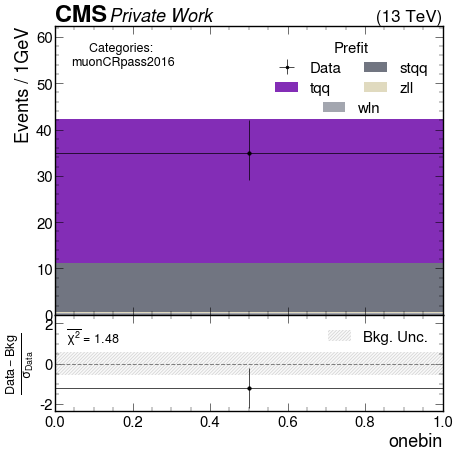 CMS Private Work (13 TeV)
Events / 1GeV
60
50
40
30
20
10
0
Categories:
muonCRpass2016
Prefit
Data stqq
tqq zll
wln
Data − Bkg
σData
2
0
-2
χ² = 1.48
Bkg. Unc.
0.0 0.2 0.4 0.6 0.8 1.0
onebin